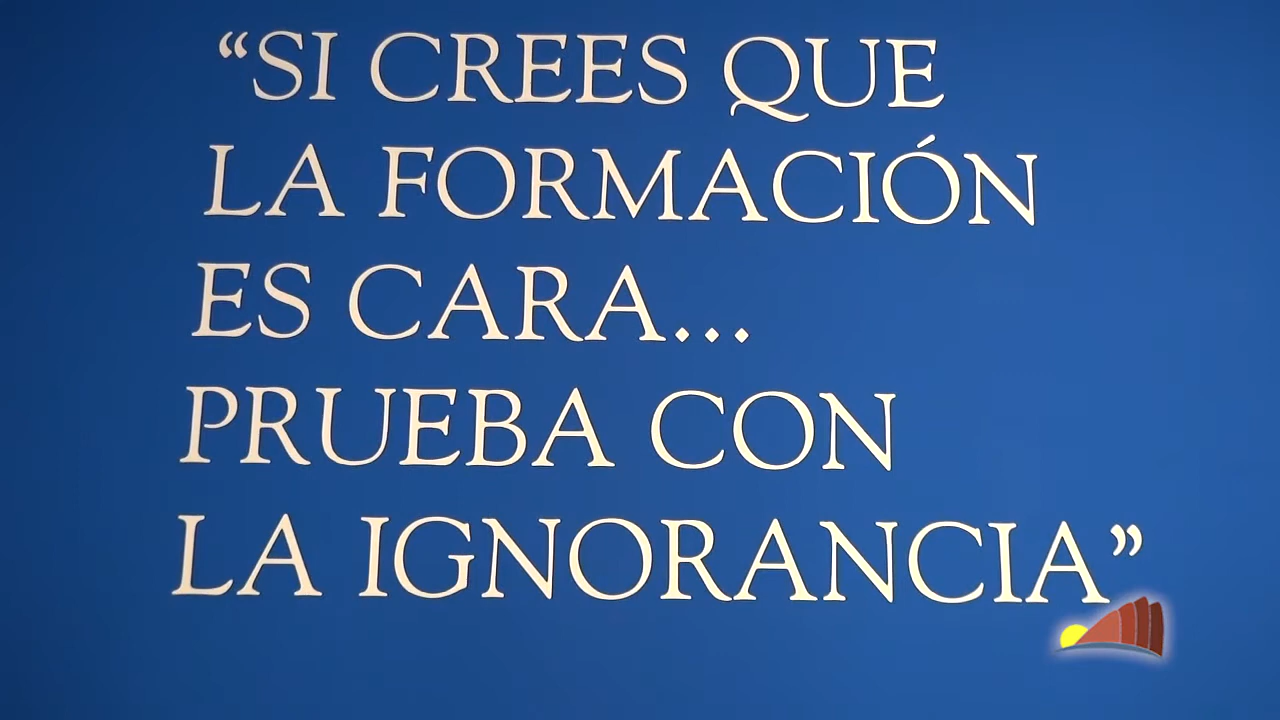 “SI CREES QUE
LA FORMACIÓN
ES CARA...
PRUEBA CON
LA IGNORANCIA”